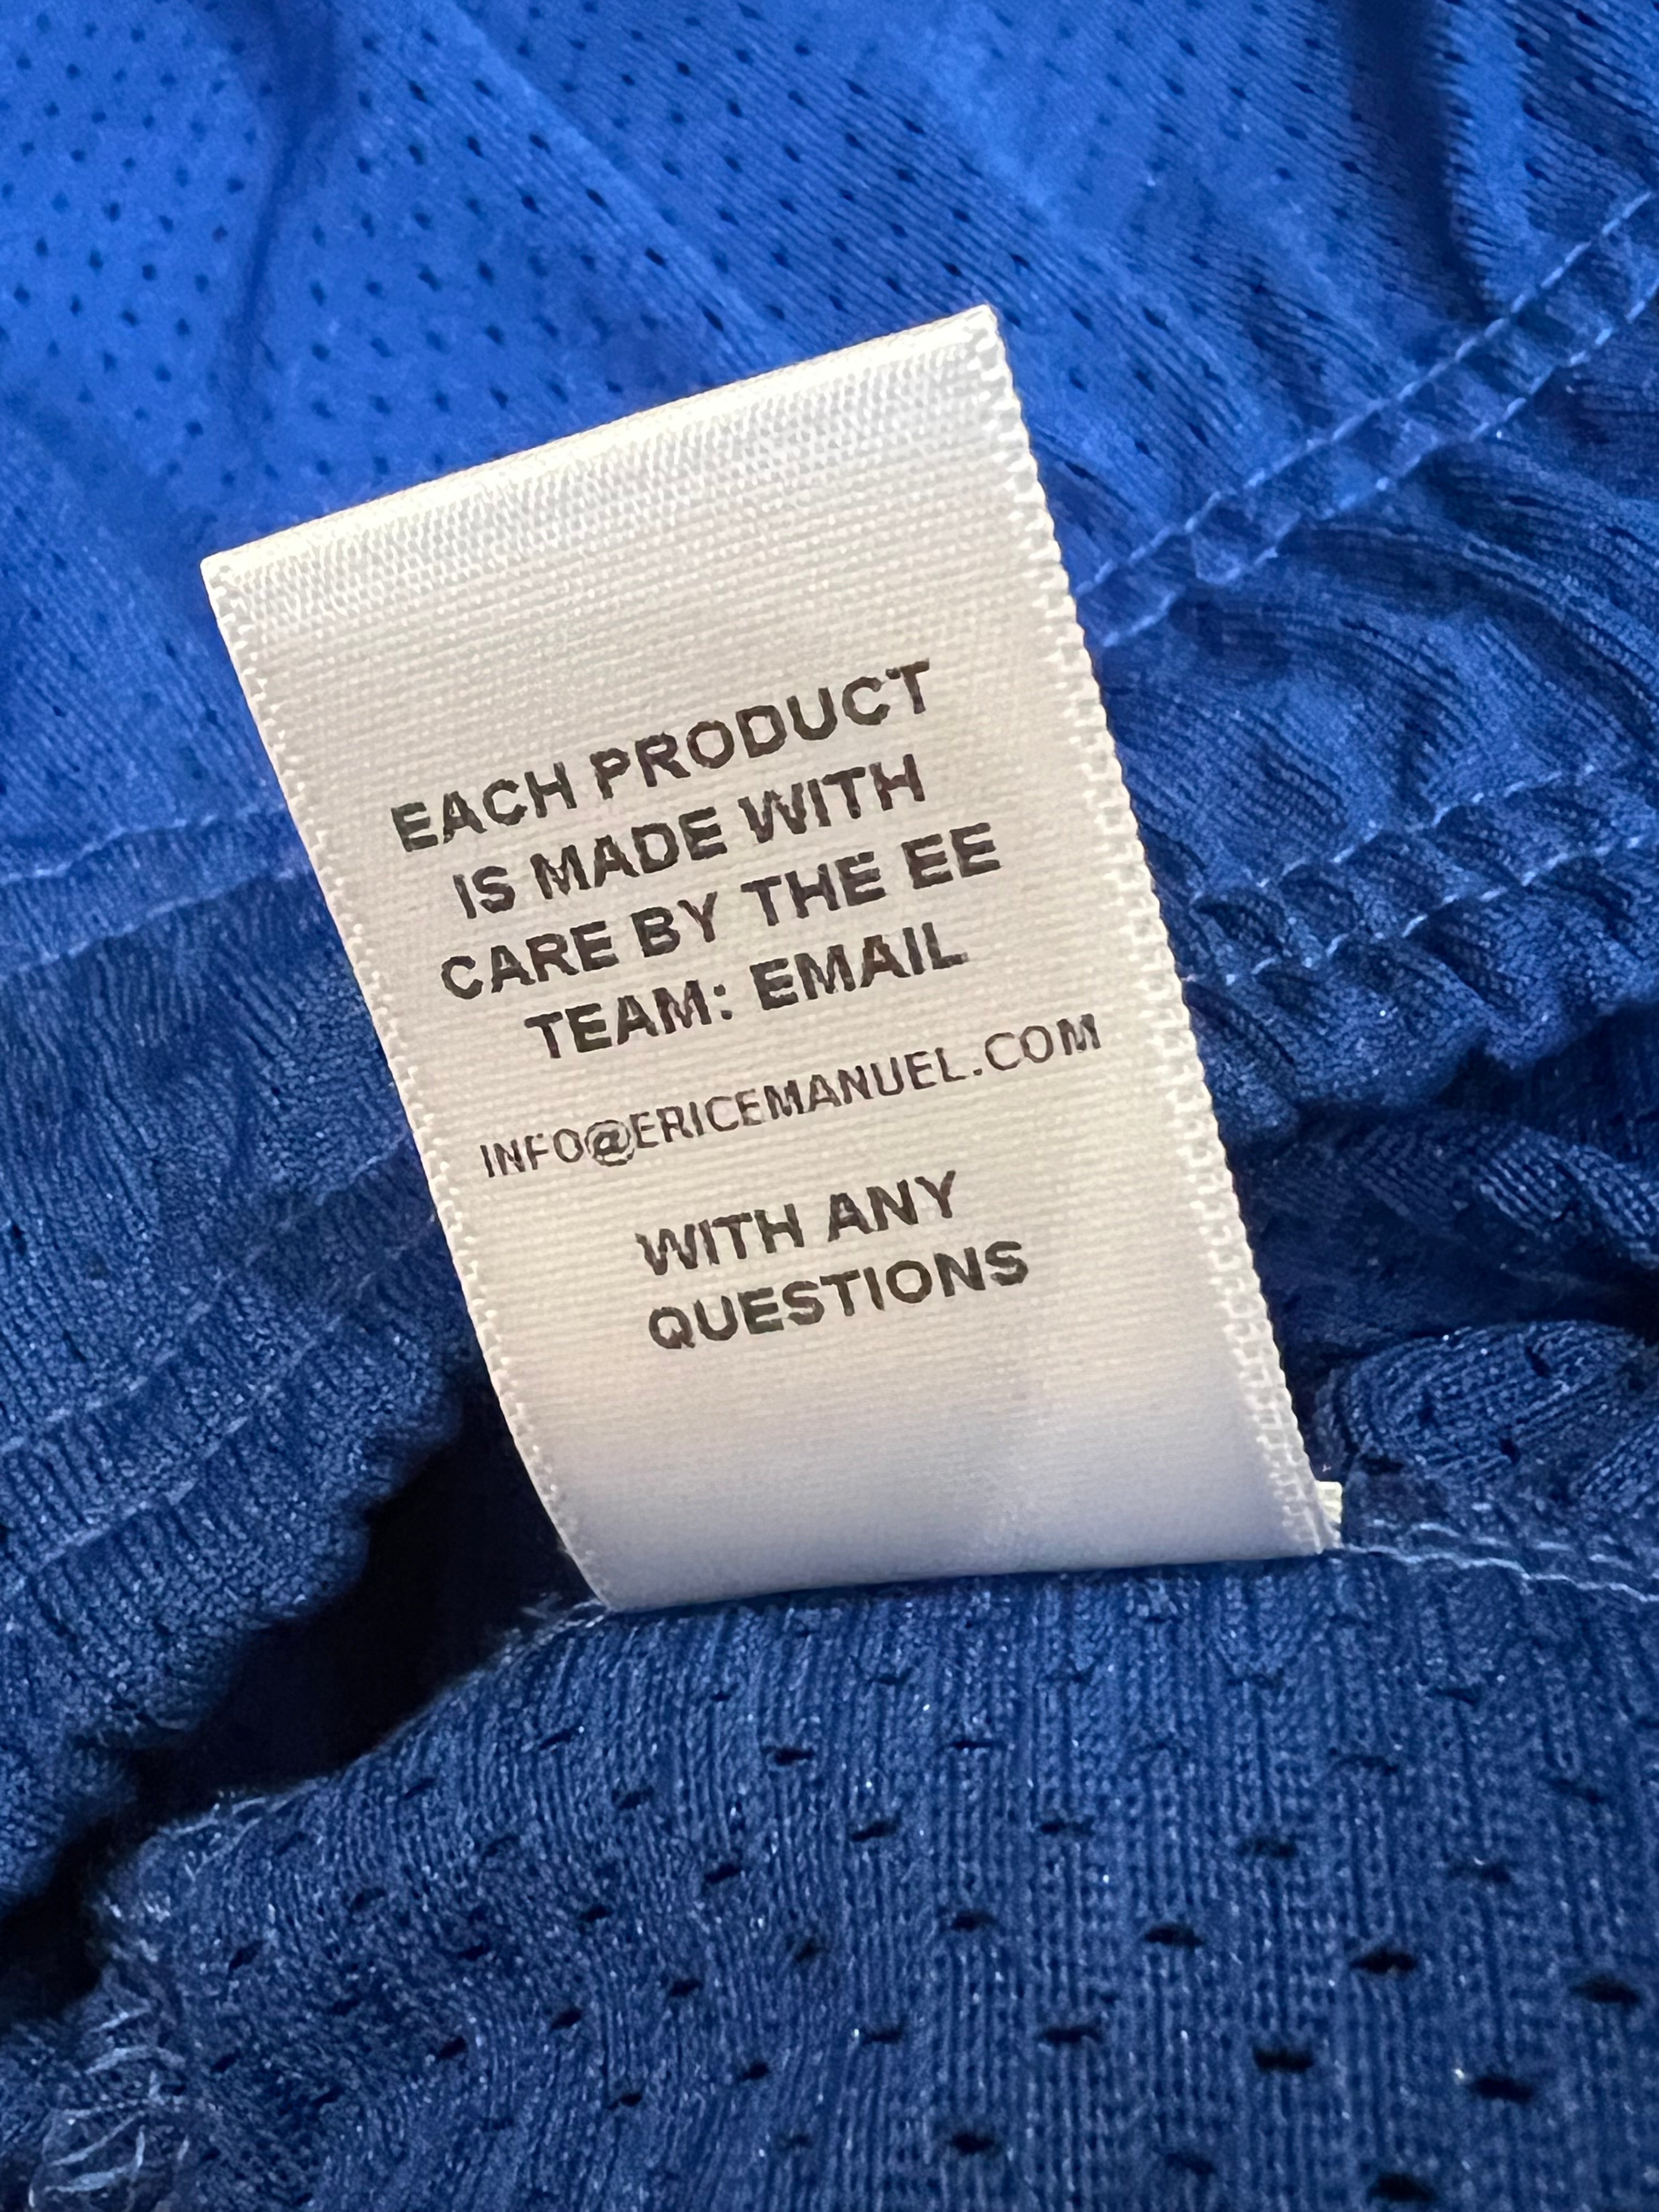 EACH PRODUCT
IS MADE WITH
CARE BY THE EE
TEAM: EMAIL
INFO@ERICEMANUEL.COM
WITH ANY
QUESTIONS